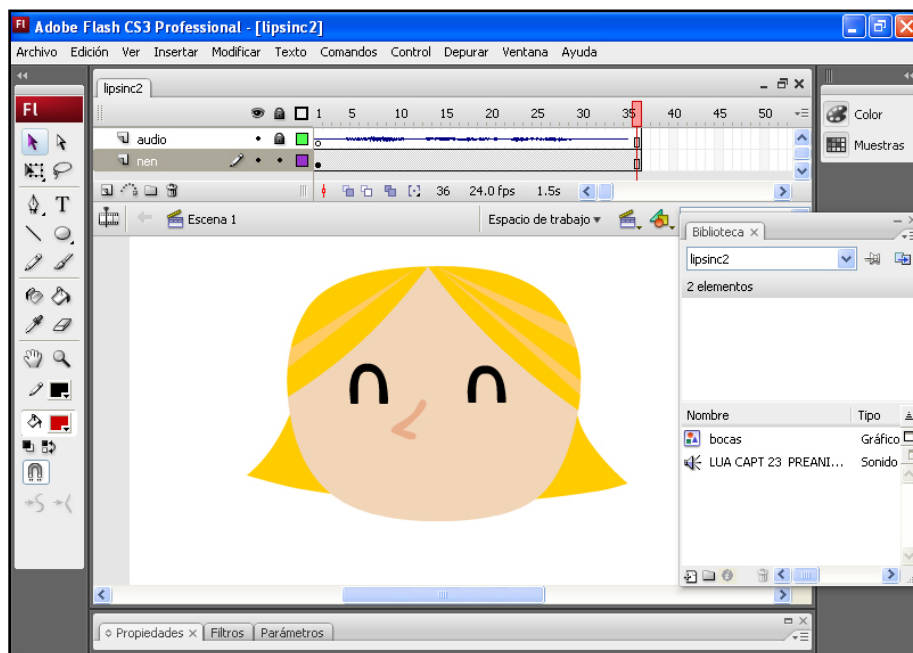 Fl Adobe Flash CS3 Professional - [lipsinc2]
Archivo Edición Ver Insertar Modificar Texto Comandos Control Depurar Ventana Ayuda
lipsinc2
Fl
1 5 10 15 20 25 30 35 40 45 50
audio
nen
36 24.0 fps 1.5s
Escena 1 Espacio de trabajo
Color
Muestras
Biblioteca
lipsinc2
2 elementos
Nombre Tipo
bocas Gráfico
LUA CAPT 23 PREANI... Sonido
Propiedades Filtros Parámetros